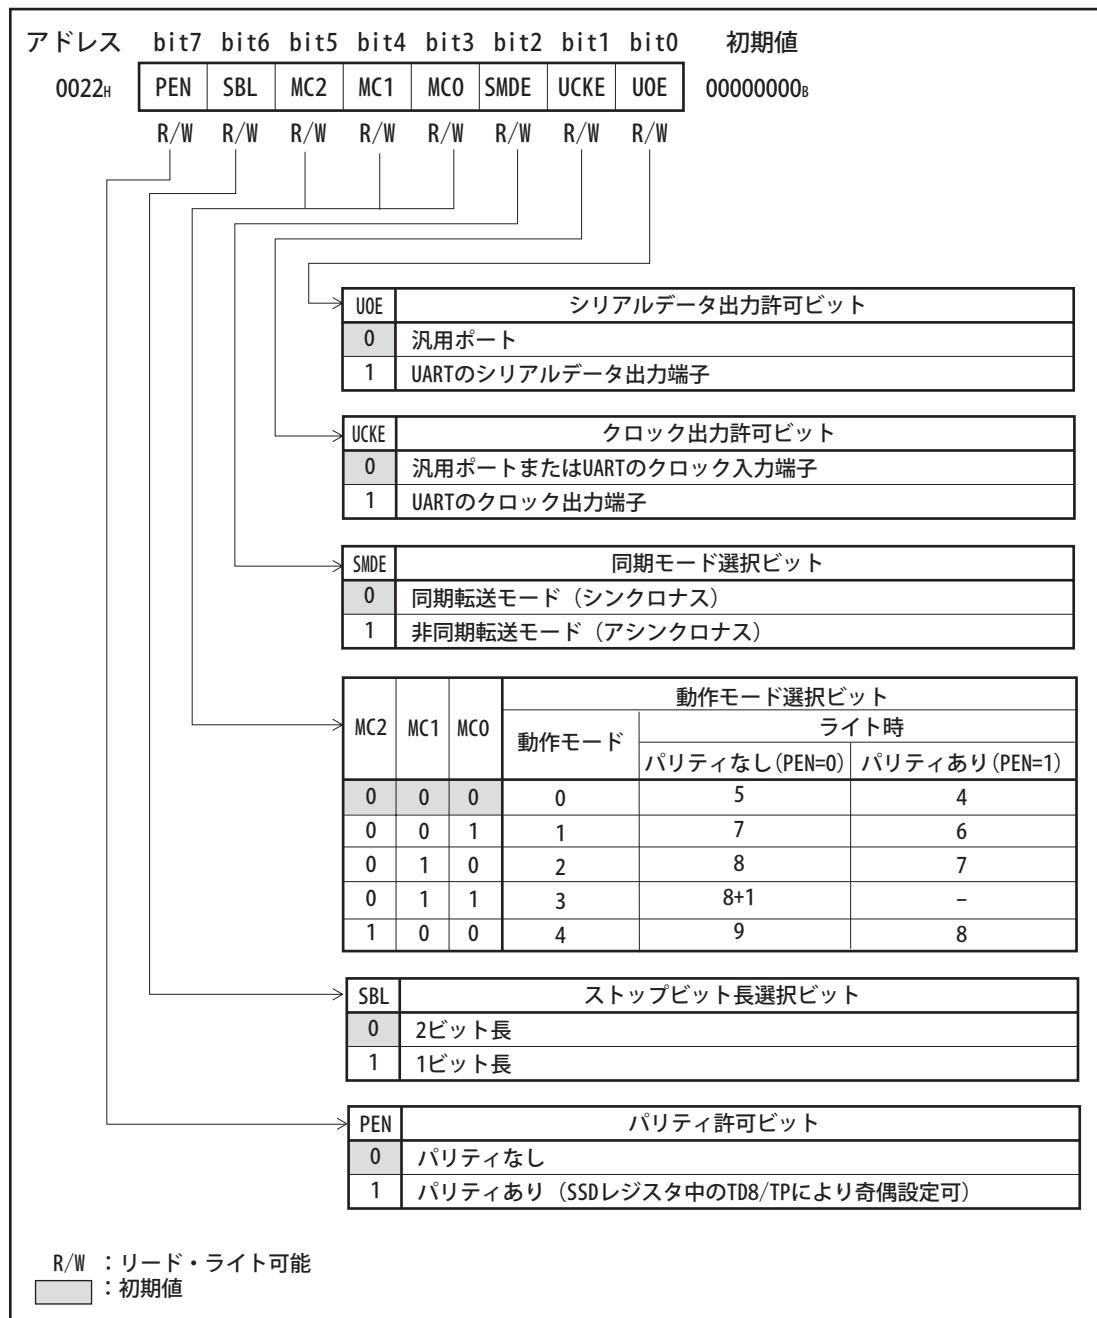 アドレス bit7 bit6 bit5 bit4 bit3 bit2 bit1 bit0 初期値
0022H PEN SBL MC2 MC1 MC0 SMDE UCKE UOE 00000000B
R/W R/W R/W R/W R/W R/W R/W R/W
UOE シリアルデータ出力許可ビット
0 汎用ポート
1 UARTのシリアルデータ出力端子
UCKE クロック出力許可ビット
0 汎用ポートまたはUARTのクロック入力端子
1 UARTのクロック出力端子
SMDE 同期モード選択ビット
0 同期転送モード（シンクロナス）
1 非同期転送モード（アシンクロナス）
動作モード選択ビット
MC2 MC1 MC0 動作モード ライト時
パリティなし(PEN=0) パリティあり(PEN=1)
0 0 0 0 5 4
0 0 1 1 7 6
0 1 0 2 8 7
0 1 1 3 8+1 –
1 0 0 4 9 8
SBL ストップビット長選択ビット
0 2ビット長
1 1ビット長
PEN パリティ許可ビット
0 パリティなし
1 パリティあり（SSDレジスタ中のTD8/TPにより奇偶設定可）
R/W ：リード・ライト可能
：初期値